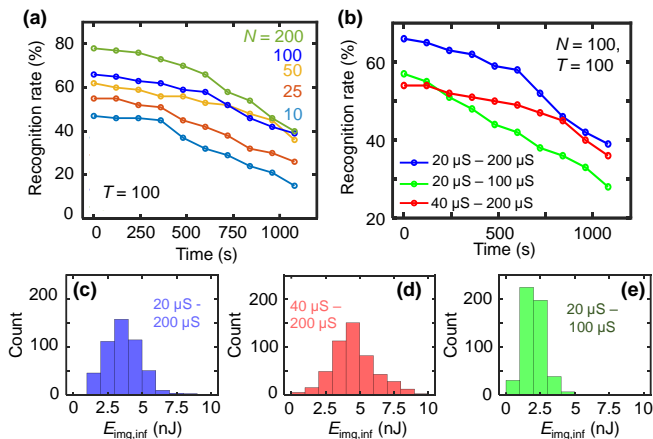 (a)
Recognition rate (%)
80
60
40
20
0
N = 200
100
50
25
10
T = 100
0 250 500 750 1000
Time (s)
(b)
Recognition rate (%)
60
40
20
N = 100,
T = 100
20 µS – 200 µS
20 µS – 100 µS
40 µS – 200 µS
0 500 1000
Time (s)
(c)
Count
200
100
0
20 µS -
200 µS
0 2.5 5 7.5 10
E img,inf (nJ)
(d)
Count
200
100
0
40 µS –
200 µS
0 2.5 5 7.5 10
E img,inf (nJ)
(e)
Count
200
100
0
20 µS –
100 µS
0 2.5 5 7.5 10
E img,inf (nJ)